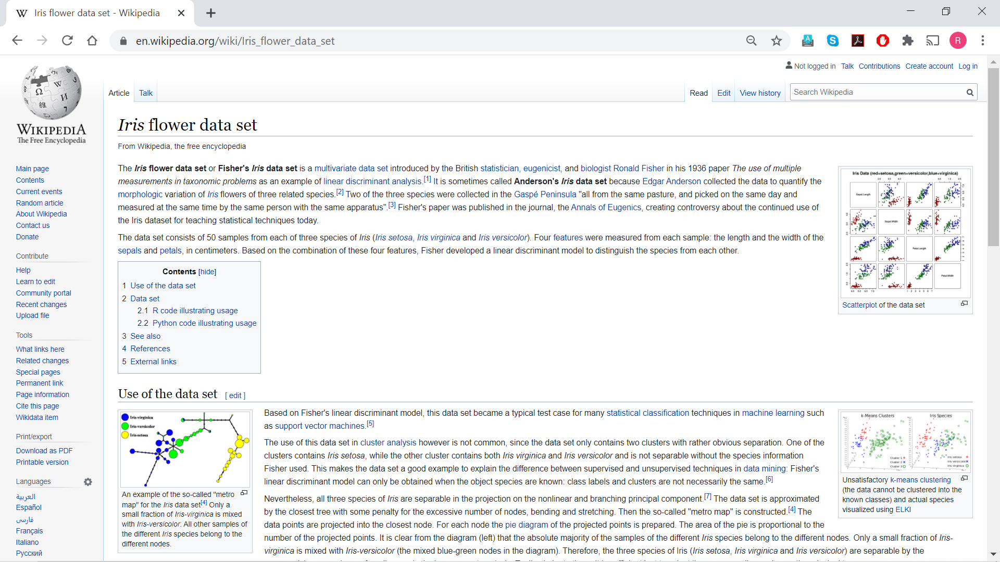 Iris flower data set - Wikipedia
en.wikipedia.org/wiki/Iris_flower_data_set
R
Not logged in Talk Contributions Create account Log in
WIKIPEDIA
The Free Encyclopedia
Article Talk
Read Edit View history
Search Wikipedia
Iris flower data set
From Wikipedia, the free encyclopedia
Main page
Contents
Current events
Random article
About Wikipedia
Contact us
Donate
Contribute
Help
Learn to edit
Community portal
Recent changes
Upload file
Tools
What links here
Related changes
Special pages
Permanent link
Page information
Cite this page
Wikidata item
Print/export
Download as PDF
Printable version
Languages
العربية
Español
فارسی
Français
Italiano
Русский
The Iris flower data set or Fisher's Iris data set is a multivariate data set introduced by the British statistician, eugenicist, and biologist Ronald Fisher in his 1936 paper The use of multiple
measurements in taxonomic problems as an example of linear discriminant analysis.[1] It is sometimes called Anderson's Iris data set because Edgar Anderson collected the data to quantify the
morphologic variation of Iris flowers of three related species.[2] Two of the three species were collected in the Gaspé Peninsula "all from the same pasture, and picked on the same day and
measured at the same time by the same person with the same apparatus".[3] Fisher's paper was published in the journal, the Annals of Eugenics, creating controversy about the continued use of
the Iris dataset for teaching statistical techniques today.
The data set consists of 50 samples from each of three species of Iris (Iris setosa, Iris virginica and Iris versicolor). Four features were measured from each sample: the length and the width of the
sepals and petals, in centimeters. Based on the combination of these four features, Fisher developed a linear discriminant model to distinguish the species from each other.
Iris Data (red=setosa,green=versicolor,blue=virginica)
Sepal.Length
Sepal.Width
Petal.Length
Petal.Width
Scatterplot of the data set
Contents [hide]
1 Use of the data set
2 Data set
2.1 R code illustrating usage
2.2 Python code illustrating usage
3 See also
4 References
5 External links
Use of the data set [ edit ]
Iris-virginica
Iris-versicolor
Iris-setosa
An example of the so-called "metro
map" for the Iris data set[4] Only a
small fraction of Iris-virginica is mixed
with Iris-versicolor. All other samples of
the different Iris species belong to the
different nodes.
Based on Fisher's linear discriminant model, this data set became a typical test case for many statistical classification techniques in machine learning such
as support vector machines.[5]
The use of this data set in cluster analysis however is not common, since the data set only contains two clusters with rather obvious separation. One of the
clusters contains Iris setosa, while the other cluster contains both Iris virginica and Iris versicolor and is not separable without the species information
Fisher used. This makes the data set a good example to explain the difference between supervised and unsupervised techniques in data mining: Fisher's
linear discriminant model can only be obtained when the object species are known: class labels and clusters are not necessarily the same.[6]
Nevertheless, all three species of Iris are separable in the projection on the nonlinear and branching principal component.[7] The data set is approximated
by the closest tree with some penalty for the excessive number of nodes, bending and stretching. Then the so-called "metro map" is constructed.[4] The
data points are projected into the closest node. For each node the pie diagram of the projected points is prepared. The area of the pie is proportional to the
number of the projected points. It is clear from the diagram (left) that the absolute majority of the samples of the different Iris species belong to the different nodes. Only a small fraction of Iris-
virginica is mixed with Iris-versicolor (the mixed blue-green nodes in the diagram). Therefore, the three species of Iris (Iris setosa, Iris virginica and Iris versicolor) are separable by the
k-Means Clusters
Iris Species
Cluster 1
Cluster 2
Cluster 3
Iris setosa
Iris versicolor
Iris virginica
Unsatisfactory k-means clustering
(the data cannot be clustered into the
known classes) and actual species
visualized using ELKI